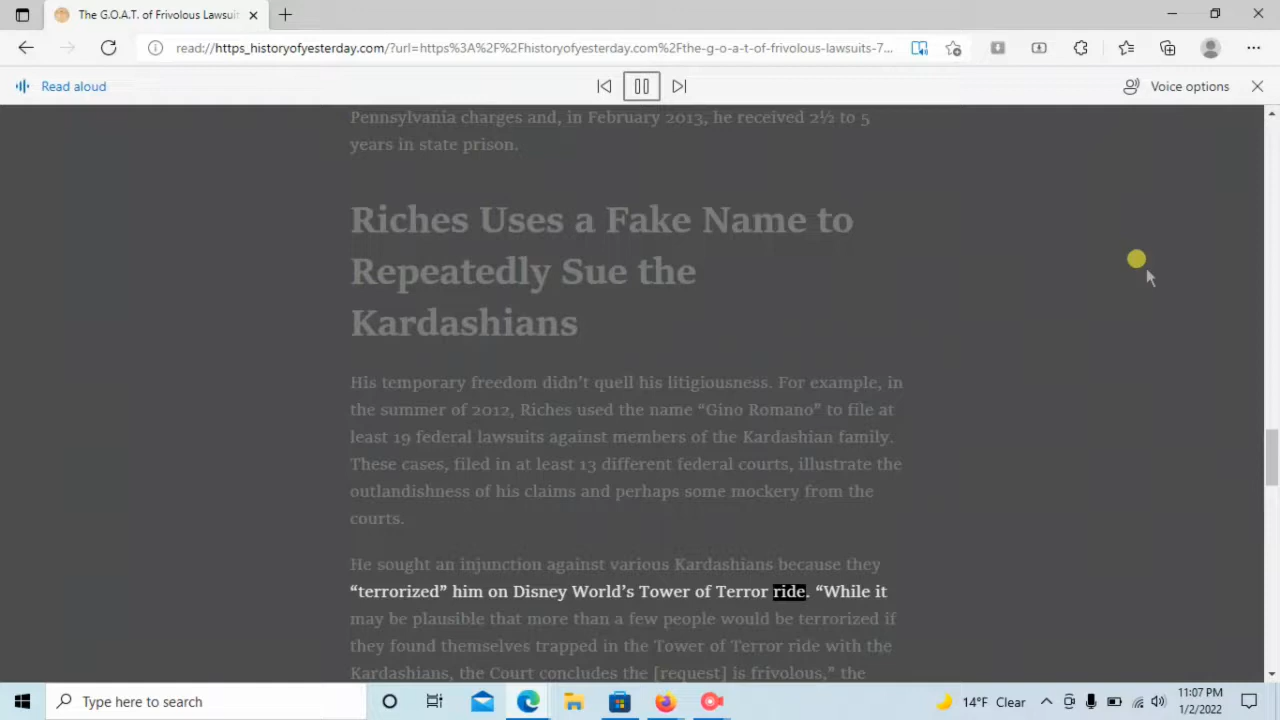 The G.O.A.T. of Frivolous Lawsuit
read://https_historyofyesterday.com/?url=https%3A%2F%2Fhistoryofyesterday.com%2Fthe-g-o-a-t-of-frivolous-lawsuits-7...
Read aloud
Voice options
Pennsylvania charges and, in February 2013, he received 2½ to 5
years in state prison.
Riches Uses a Fake Name to
Repeatedly Sue the
Kardashians
His temporary freedom didn’t quell his litigiousness. For example, in
the summer of 2012, Riches used the name “Gino Romano” to file at
least 19 federal lawsuits against members of the Kardashian family.
These cases, filed in at least 13 different federal courts, illustrate the
outlandishness of his claims and perhaps some mockery from the
courts.
He sought an injunction against various Kardashians because they
“terrorized” him on Disney World’s Tower of Terror ride. “While it
may be plausible that more than a few people would be terrorized if
they found themselves trapped in the Tower of Terror ride with the
Kardashians, the Court concludes the [request] is frivolous,” the
Type here to search
14°F Clear
11:07 PM
1/2/2022